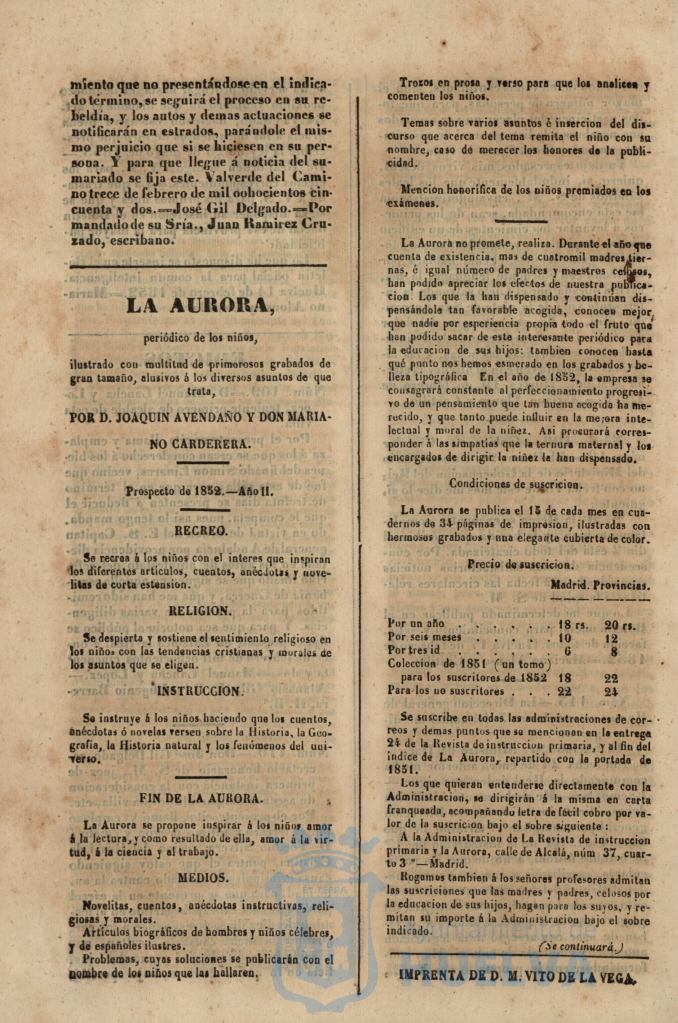 miento que no presentándose en el indica-
do término, se seguirá el proceso en su re-
beldia, y los autos y demas actuaciones se
notificarán en estrados, parándole el mis-
mo perjuicio que si se hiciesen en su per-
sona. Y para que llegue á noticia del su-
mariado se fija este. Valverde del Cami-
no trece de febrero de mil oohocientos cin-
cuenta y dos.=José Gil Delgado.=Por
mandado de su Sría., Juan Ramirez Cru-
zado, escribano.
LA AURORA,
periódico de los niños,
ilustrado con multitud de primorosos grabados de
gran tamaño, alusivos á los diversos asuntos de que
trata,
POR D. JOAQUIN AVENDAÑO Y DON MARIA-
NO CARDERERA.
Prospecto de 1852.—Año II.
RECREO.
Se recrea á los niños con el interes que inspiran
los diferentes artículos, cuentos, anécdotas y nove-
litas de corta estension.
RELIGION.
Se despierta y sostiene el sentimiento religioso en
los niños con las tendencias cristianas y morales de
los asuntos que se eligen.
INSTRUCCION.
Se instruye á los niños haciendo que los cuentos,
anécdotas ó novelas versen sobre la Historia, la Geo-
grafia, la Historia natural y los fenómenos del uni-
verso.
FIN DE LA AURORA.
La Aurora se propone inspirar á los niños amor
á la lectura, y como resultado de ella, amor á la vir-
tud, á la ciencia y al trabajo.
MEDIOS.
Novelitas, cuentos, anécdotas instructivas, reli-
giosas y morales.
Artículos biográficos de hombres y niños célebres,
y de españoles ilustres.
Problemas, cuyas soluciones se publicarán con el
nombre de los niños que las hallaren.
Trozos en prosa y verso para que los analicen y
comenten los niños.
Temas sobre varios asuntos é insercion del dis-
curso que acerca del tema remita el niño con su
nombre, caso de merecer los honores de la publi-
cidad.
Mencion honorífica de los niños premiados en los
exámenes.
La Aurora no promete, realiza. Durante el año que
cuenta de existencia, mas de cuatromil madres tier-
nas, é igual número de padres y maestros celosos,
han podido apreciar los efectos de nuestra publica-
cion. Los que la han dispensado y continúan dis-
pensándole tan favorable acogida, conocen mejor
que nadie por esperiencia propia todo el fruto que
han podido sacar de este interesante periódico para
la educacion de sus hijos: tambien conocen hasta
qué punto nos hemos esmerado en los grabados y be-
lleza tipográfica En el año de 1852, la empresa se
consagrará constante al perfeccionamiento progresi-
vo de un pensamiento que tan buena acogida ha me-
recido, y que tanto puede influir en la mejora inte-
lectual y moral de la niñez. Asi procurará corres-
ponder á las simpatías que la ternura maternal y los
encargados de dirigir la niñez la han dispensado.
Condiciones de suscricion.
La Aurora se publica el 15 de cada mes en cua-
dernos de 34 páginas de impresion, ilustradas con
hermosos grabados y una elegante cubierta de color.
Precio de suscricion.
Madrid. Provincias.
Por un año . . . . . . 18 rs. 20 rs.
Por seis meses . . . . . 10 12
Por tres id . . . . . . 6 8
Coleccion de 1851 (un tomo)
para los suscritores de 1852 18 22
Para los no suscritores . . . 22 24
Se suscribe en todas las administraciones de cor-
reos y demas puntos que se mencionan en la entrega
24 de la Revista de instruccion primaria, y al fin del
índice de La Aurora, repartido con la portada de
1851.
Los que quieran entenderse directamente con la
Administracion, se dirigirán á la misma en carta
franqueada, acompañando letra de fácil cobro por va-
lor de la suscricion bajo el sobre siguiente :
A la Administracion de La Revista de instruccion
primaria y la Aurora, calle de Alcalá, núm 37, cuar-
to 3 °—Madrid.
Rogamos tambien á los señores profesores admitan
las suscriciones que las madres y padres, celosos por
la educacion de sus hijos, hagan para los suyos, y re-
mitan su importe á la Administracion bajo el sobre
indicado.
(Se continuará.)
IMPRENTA DE D. M. VITO DE LA VEGA.
HUELVA